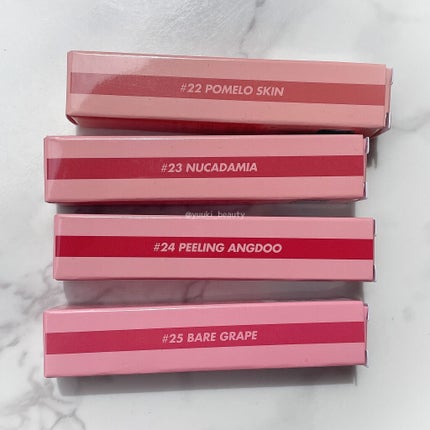 #22 POMELO SKIN
#23 NUCADAMIA
@yuuki_beauty
#24 PEELING ANGDOO
#25 BARE GRAPE